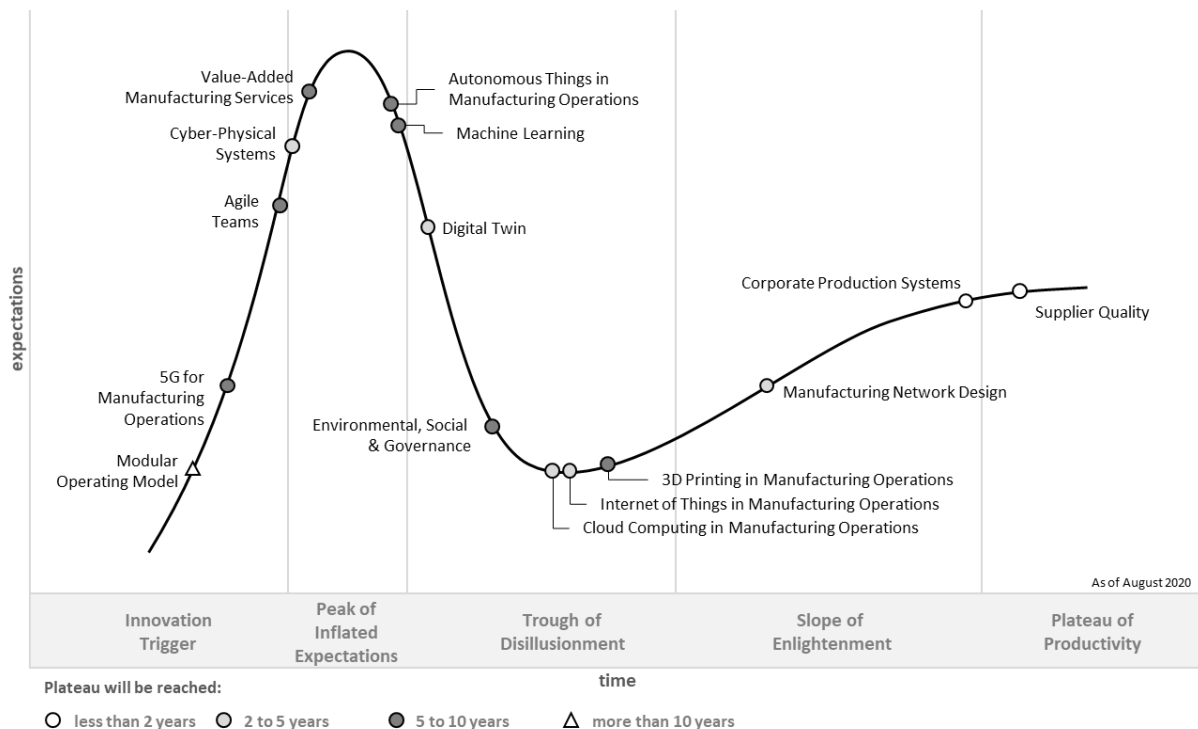 Value-Added
Manufacturing Services
Autonomous Things in
Manufacturing Operations
Cyber-Physical
Systems
Machine Learning
Agile
Teams
Digital Twin
expectations
Corporate Production Systems
Supplier Quality
5G for
Manufacturing
Operations
Manufacturing Network Design
Environmental, Social
& Governance
Modular
Operating Model
3D Printing in Manufacturing Operations
Internet of Things in Manufacturing Operations
Cloud Computing in Manufacturing Operations
As of August 2020
Innovation
Trigger
Peak of
Inflated
Expectations
Trough of
Disillusionment
Slope of
Enlightenment
Plateau of
Productivity
time
Plateau will be reached:
less than 2 years
2 to 5 years
5 to 10 years
more than 10 years